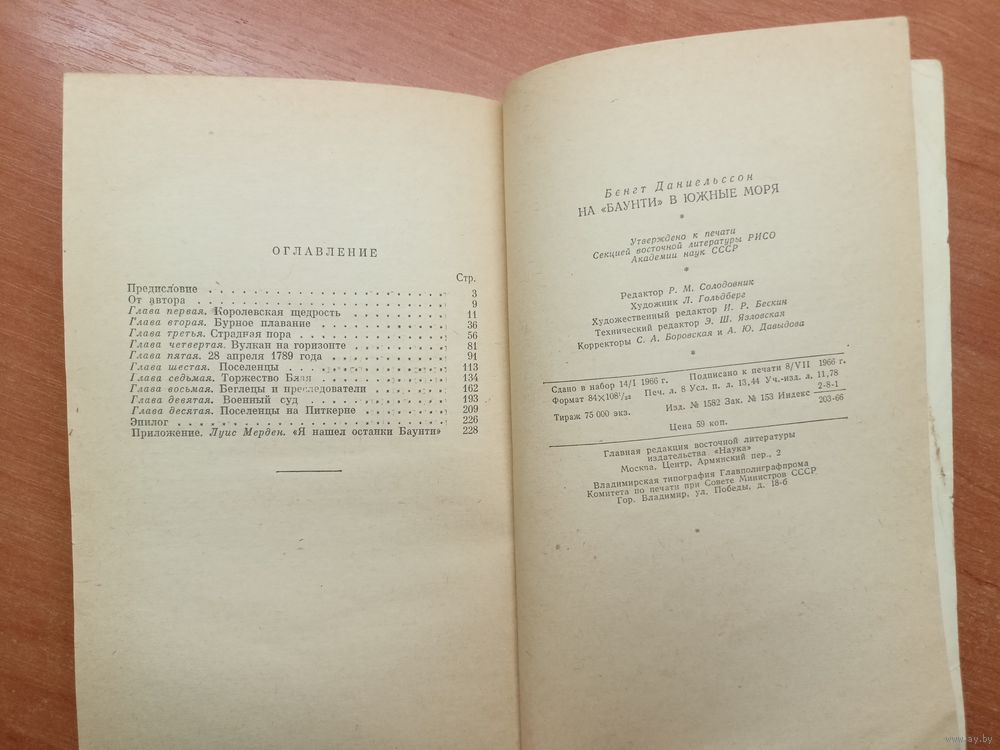 ОГЛАВЛЕНИЕ
Стр.
Предисловие . . . . . . . . . . . . . . . . . . . . 3
От автора . . . . . . . . . . . . . . . . . . . . 9
Глава первая. Королевская щедрость . . . . . . . . 11
Глава вторая. Бурное плавание . . . . . . . . 36
Глава третья. Страдная пора . . . . . . . . . . 56
Глава четвертая. Вулкан на горизонте . . . . . . . 81
Глава пятая. 28 апреля 1789 года . . . . . . . . 91
Глава шестая. Поселенцы . . . . . . . . . . . 113
Глава седьмая. Торжество Блая . . . . . . . . . 134
Глава восьмая. Беглецы и преследователи . . . . . 162
Глава девятая. Военный суд . . . . . . . . . . 193
Глава десятая. Поселенцы на Питкерне . . . . . . 209
Эпилог . . . . . . . . . . . . . . . . . . . . 226
Приложение. Луис Мерден. «Я нашел останки Баунти» 228
Бенгт Даниельссон
НА «БАУНТИ» В ЮЖНЫЕ МОРЯ
*
Утверждено к печати
Секцией восточной литературы РИСО
Академии наук СССР
*
Редактор Р. М. Солодовник
Художник Л. Гольдберг
Художественный редактор И. Р. Бескин
Технический редактор Э. Ш. Язловская
Корректоры С. А. Боровская и А. Ю. Давыдова
*
Сдано в набор 14/I 1966 г. Подписано к печати 8/VII 1966 г.
Формат 84×108¹/₃₂ Печ. л. 8 Усл п. л. 13,44 Уч.-изд. л. 11,78
Тираж 75 000 экз. Изд. № 1582 Зак. № 153 Индекс 2-8-1
203-66
Цена 59 коп.
Главная редакция восточной литературы
издательства «Наука»
Москва, Центр, Армянский пер., 2
Владимирская типография Главполиграфпрома
Комитета по печати при Совете Министров СССР
Гор. Владимир, ул. Победы, д. 18-б
*
www.ay.by